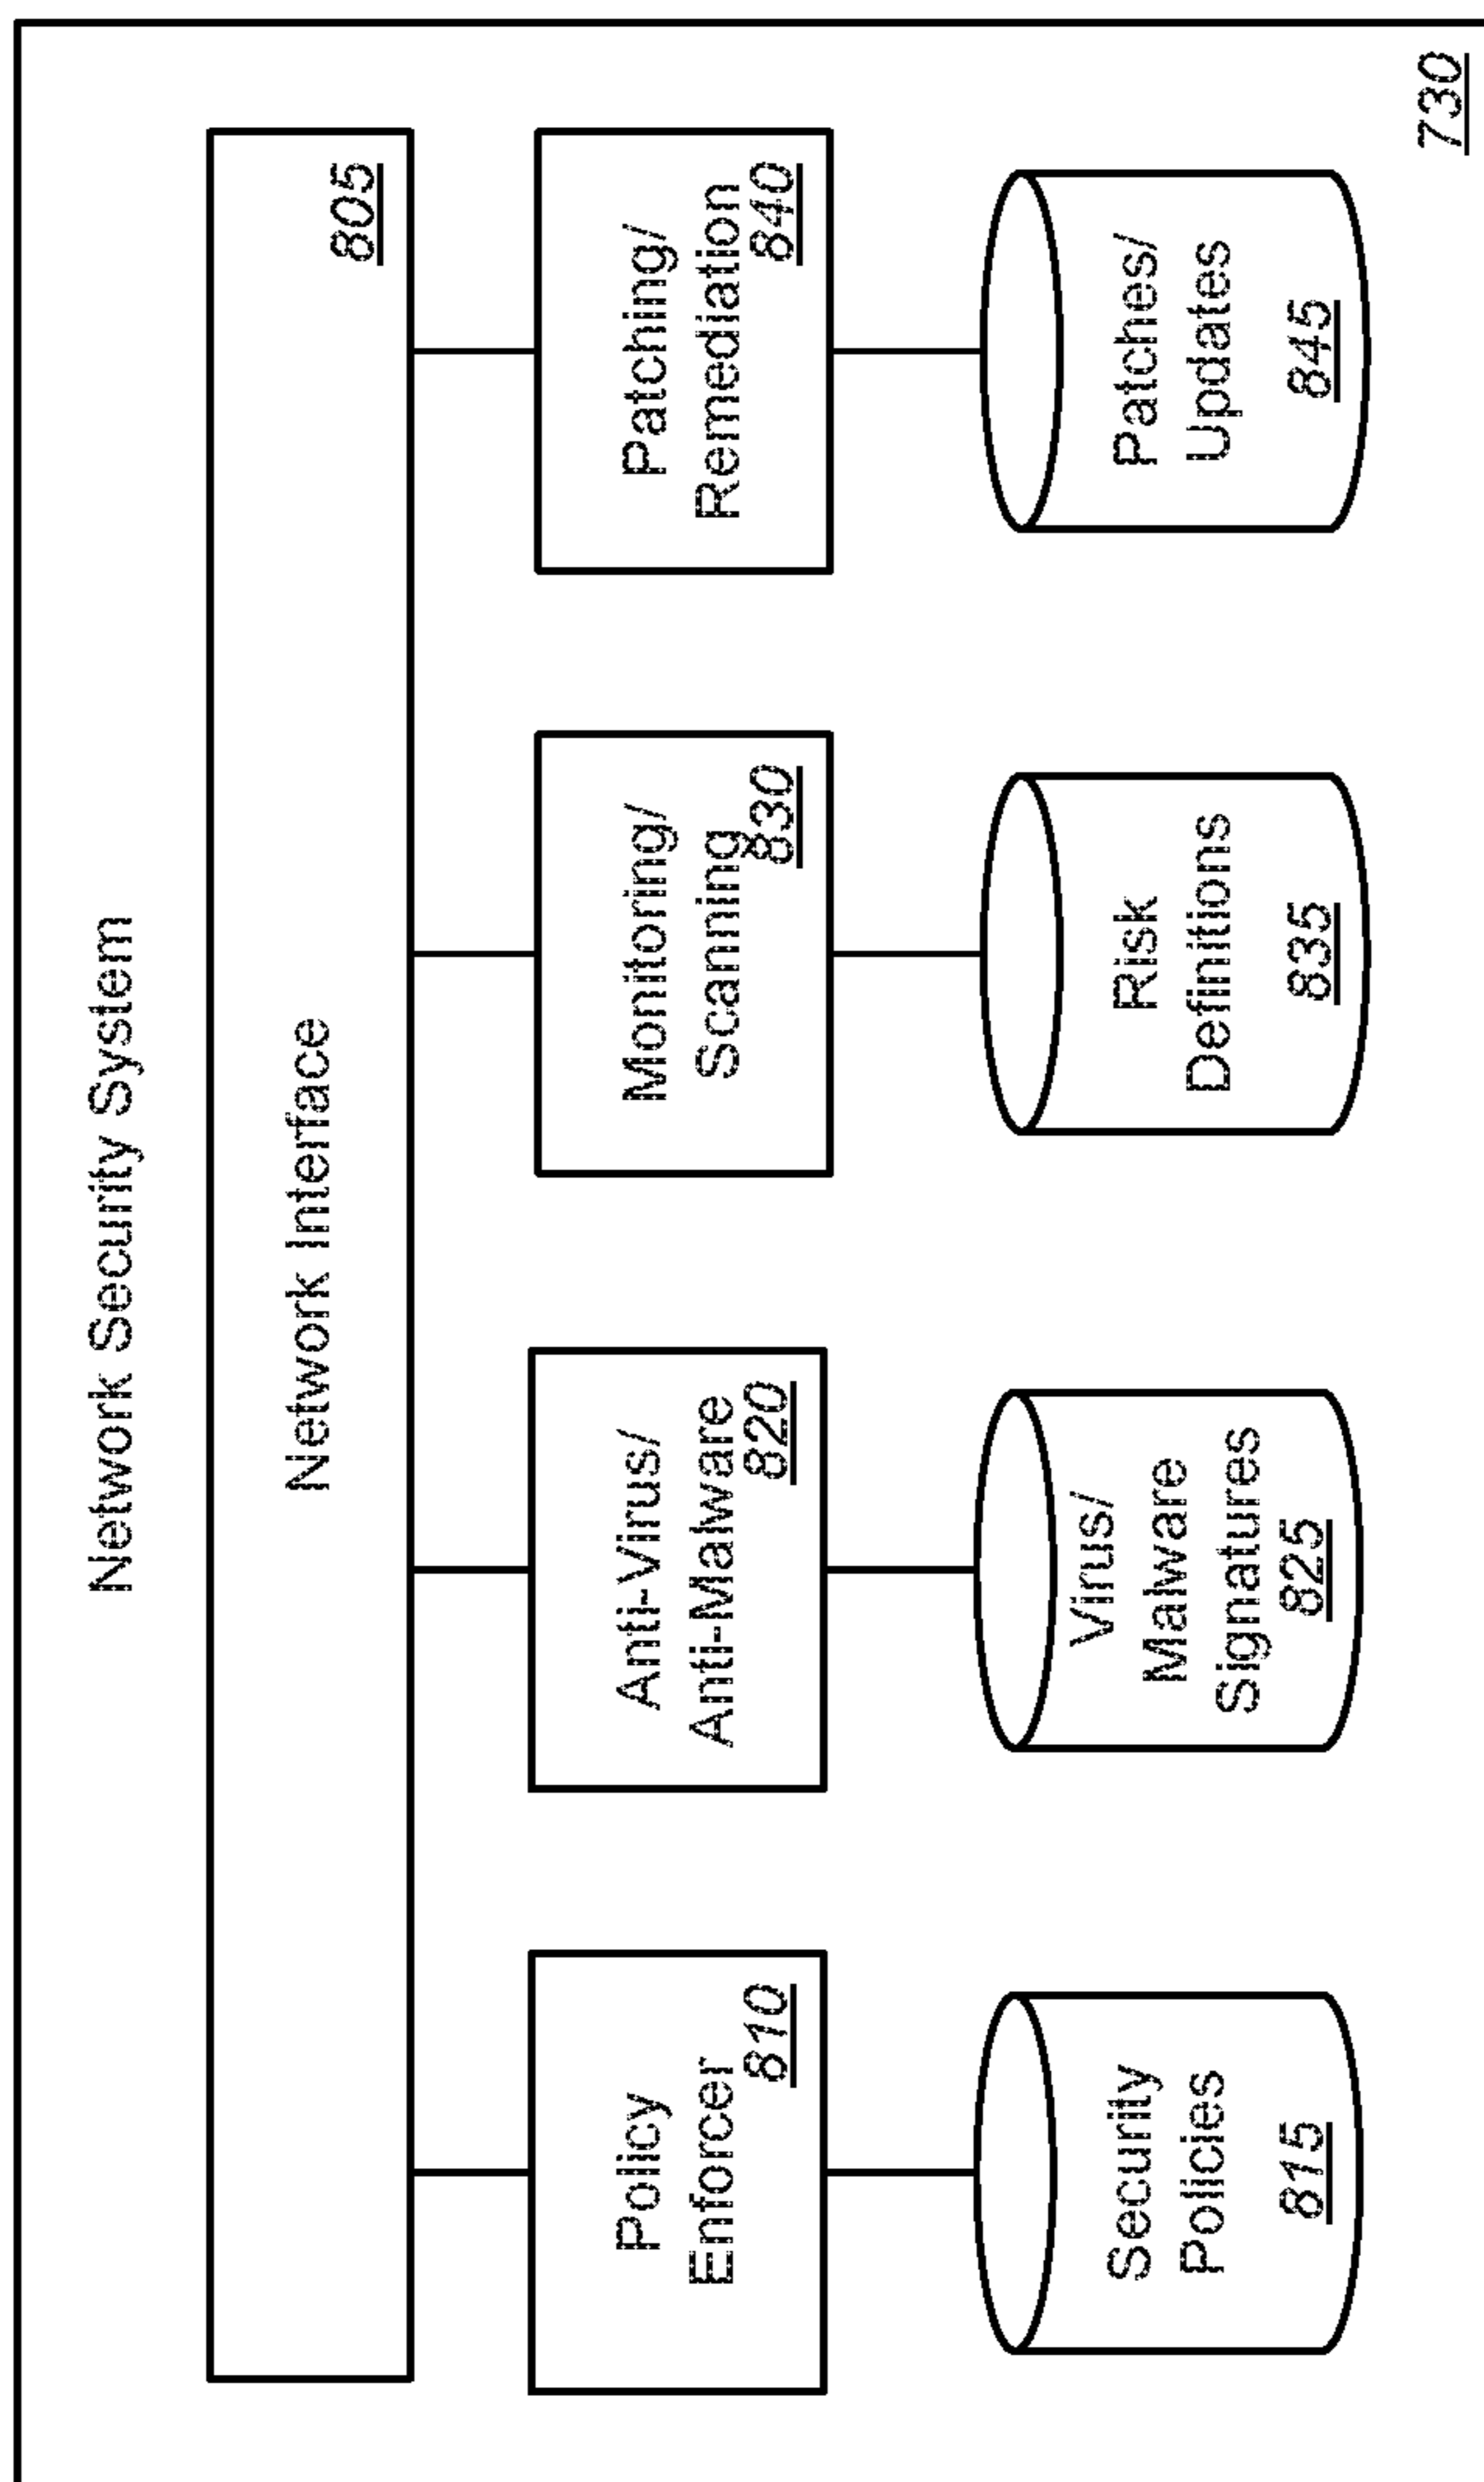 Network Security System
Network Interface
805
Policy
Enforcer
810
Anti-Virus/
Anti-Malware
820
Monitoring/
Scanning
830
Patching/
Remediation
840
Security
Policies
815
Virus/
Malware
Signatures
825
Risk
Definitions
835
Patches/
Updates
845
730